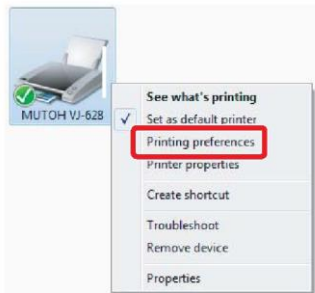 MUTOH VJ-628
See what's printing
Set as default printer
Printing preferences
Printer properties
Create shortcut
Troubleshoot
Remove device
Properties